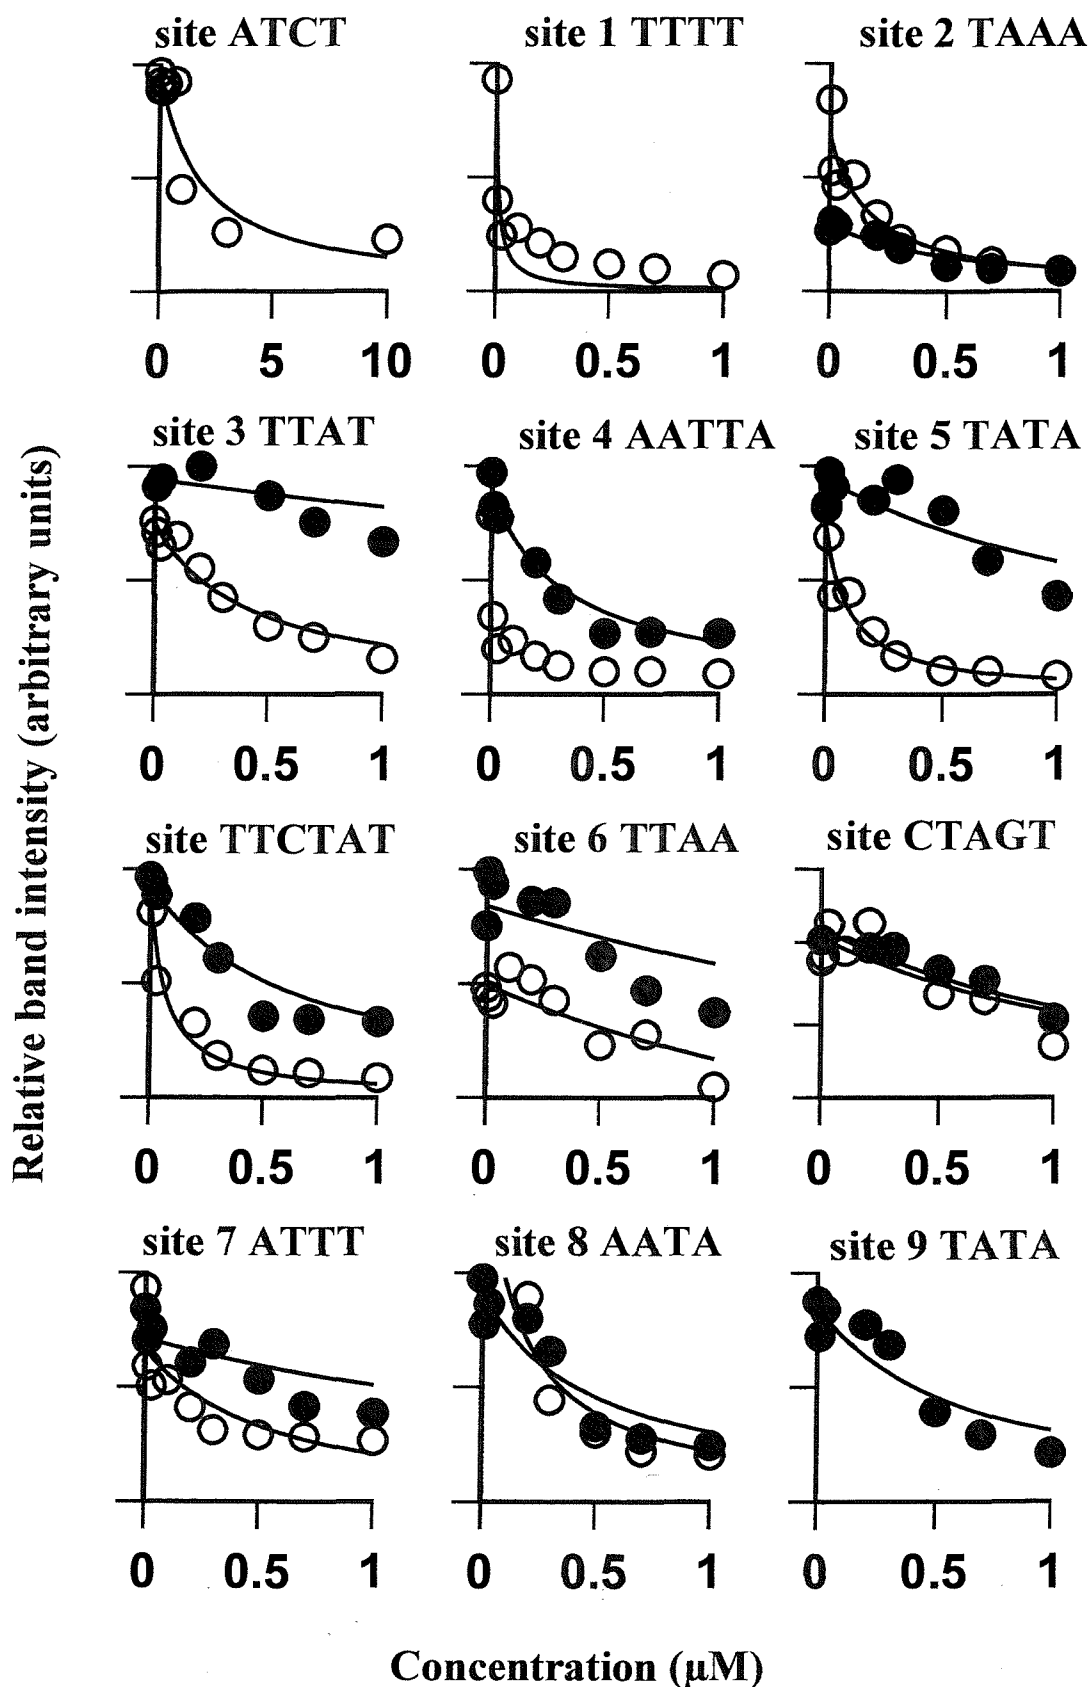 site ATCT site 1 TTTT site 2 TAAA
0 5 10 0 0.5 1 0 0.5 1
site 3 TTAT site 4 AATTA site 5 TATA
0 0.5 1 0 0.5 1 0 0.5 1
site TTCTAT site 6 TTAA site CTAGT
0 0.5 1 0 0.5 1 0 0.5 1
site 7 ATTT site 8 AATA site 9 TATA
0 0.5 1 0 0.5 1 0 0.5 1
Concentration (µM)
Relative band intensity (arbitrary units)